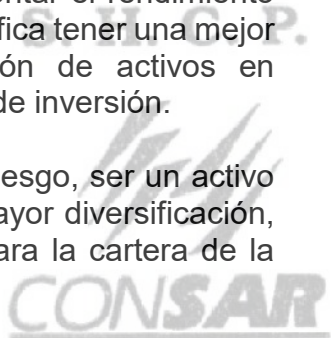 entar el rendimiento
fica tener una mejor
S. H. C. P.
ón de activos en
de inversión.
esgo, ser un activo
ayor diversificación,
ara la cartera de la
CONSAR